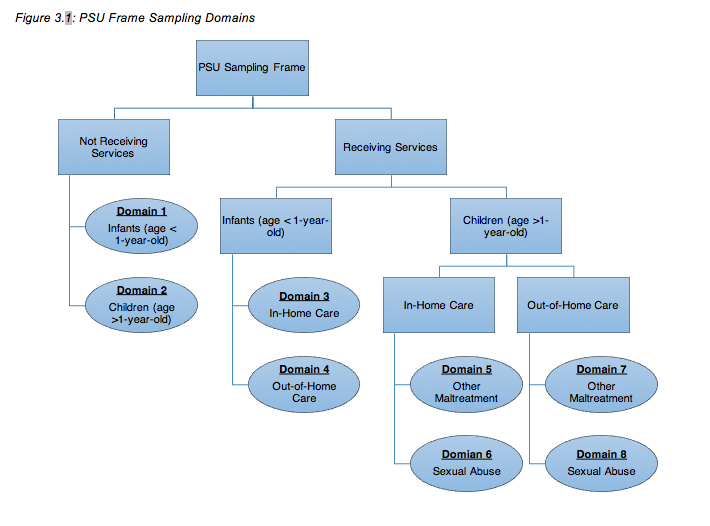 Figure 3.1: PSU Frame Sampling Domains
PSU Sampling Frame
Not Receiving
Services
Receiving Services
Domain 1
Infants (age <
1-year-old)
Domain 2
Children (age
>1-year-old)
Infants (age < 1-year-
old)
Domain 3
In-Home Care
Domain 4
Out-of-Home
Care
Children (age >1-
year-old)
In-Home Care
Domain 5
Other
Maltreatment
Domian 6
Sexual Abuse
Out-of-Home Care
Domain 7
Other
Maltreatment
Domain 8
Sexual Abuse